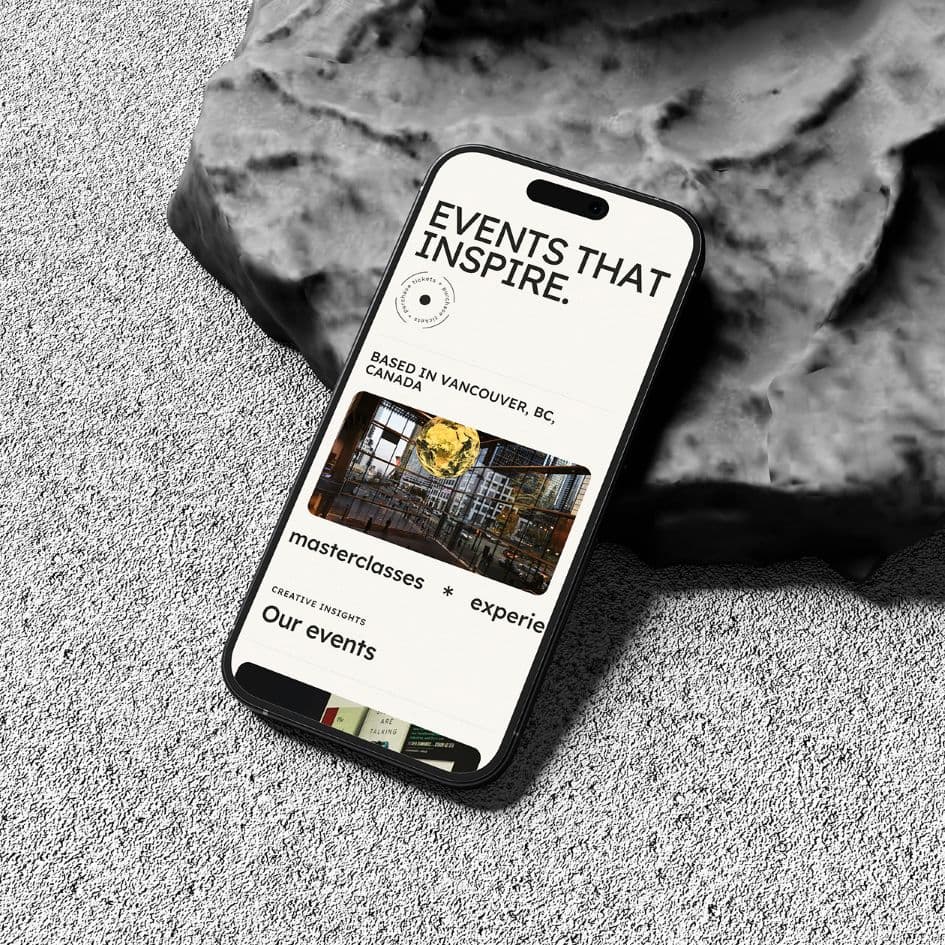 EVENTS THAT
INSPIRE.
purchase tickets • purchase tickets •
BASED IN VANCOUVER, BC,
CANADA
masterclasses * experie
CREATIVE INSIGHTS
Our events
ARE
TALKING